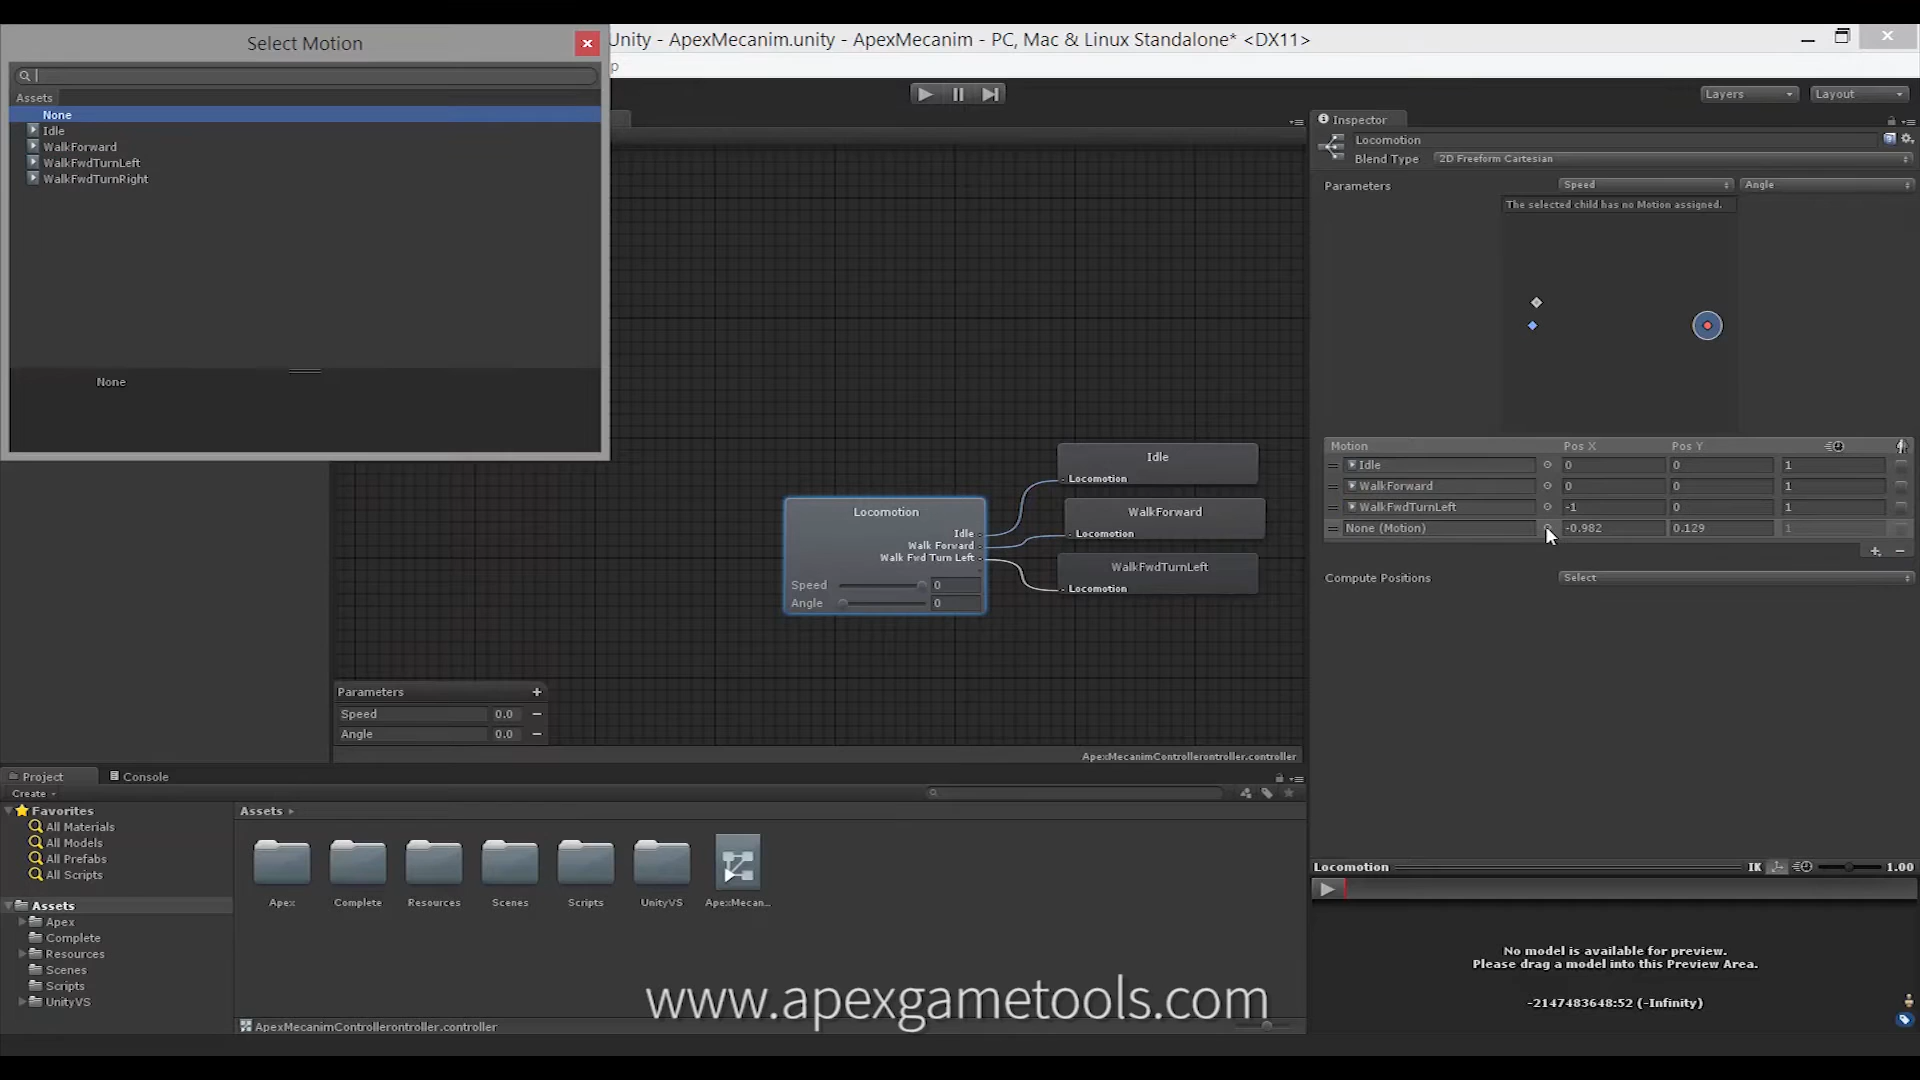 Select Motion
Unity - ApexMecanim.unity - ApexMecanim - PC, Mac & Linux Standalone* <DX11>
p
Assets
None
Idle
WalkForward
WalkFwdTurnLeft
WalkFwdTurnRight
None
Layers
Layout
Inspector
Locomotion
Blend Type
2D Freeform Cartesian
Parameters
Speed
Angle
The selected child has no Motion assigned.
Motion Pos X Pos Y
Idle 0 0 1
WalkForward 0 0 1
WalkFwdTurnLeft -1 0 1
None (Motion) -0.982 0.129 1
Compute Positions
Select
Idle
Locomotion
WalkForward
Locomotion
WalkFwdTurnLeft
Locomotion
Locomotion
Idle
Walk Forward
Walk Fwd Turn Left
Speed 0
Angle 0
Parameters
Speed 0.0
Angle 0.0
ApexMecanimControllerontroller.controller
Project
Console
Create
Favorites
All Materials
All Models
All Prefabs
All Scripts
Assets
Apex
Complete
Resources
Scenes
Scripts
UnityVS
Assets
Apex
Complete
Resources
Scenes
Scripts
UnityVS
ApexMecan...
ApexMecanimControllerontroller.controller
Locomotion
IK
1.00
No model is available for preview.
Please drag a model into this Preview Area.
-2147483648:52 (-Infinity)
www.apexgametools.com